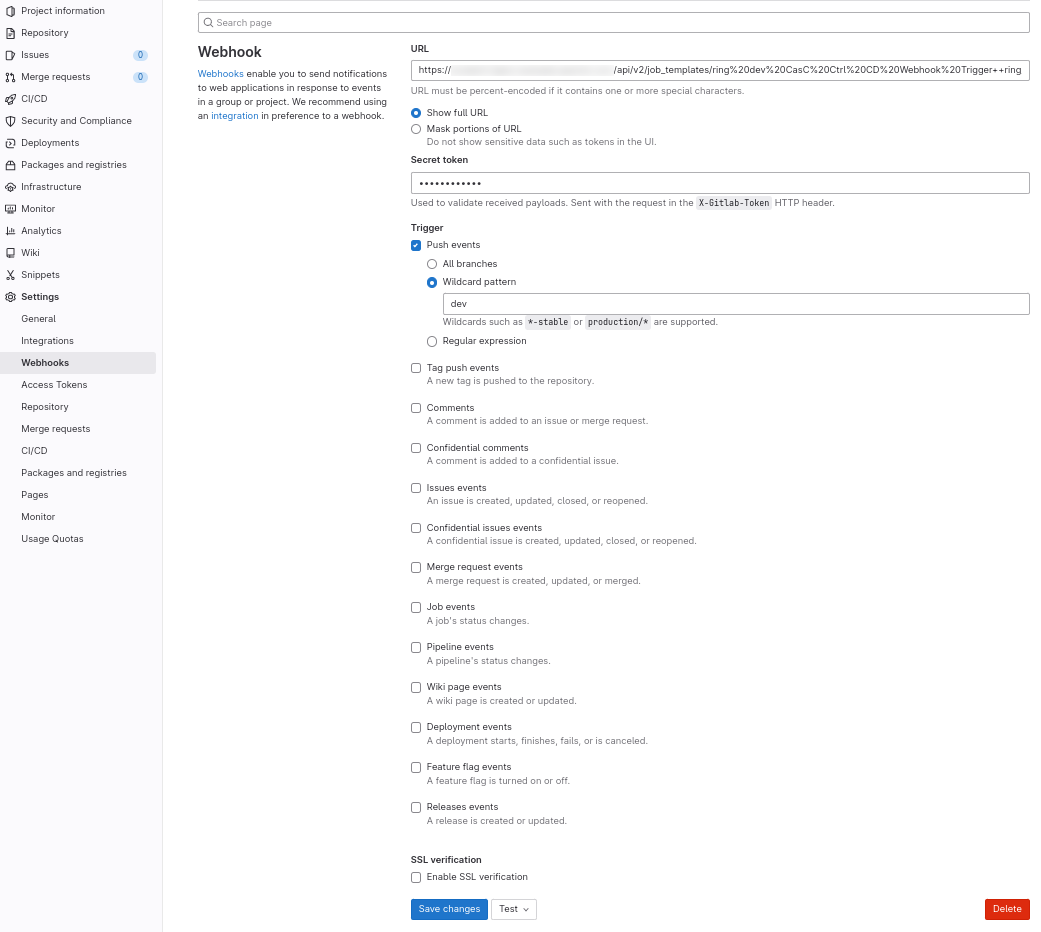 Project information
Repository
Issues 0
Merge requests 0
CI/CD
Security and Compliance
Deployments
Packages and registries
Infrastructure
Monitor
Analytics
Wiki
Snippets
Settings
General
Integrations
Webhooks
Access Tokens
Repository
Merge requests
CI/CD
Packages and registries
Pages
Monitor
Usage Quotas
Search page
Webhook
Webhooks enable you to send notifications
to web applications in response to events
in a group or project. We recommend using
an integration in preference to a webhook.
URL
https:// /api/v2/job_templates/ring%20dev%20CasC%20Ctrl%20CD%20Webhook%20Trigger++ring
URL must be percent-encoded if it contains one or more special characters.
Show full URL
Mask portions of URL
Do not show sensitive data such as tokens in the UI.
Secret token
••••••••••••
Used to validate received payloads. Sent with the request in the X-Gitlab-Token HTTP header.
Trigger
Push events
All branches
Wildcard pattern
dev
Wildcards such as *-stable or production/* are supported.
Regular expression
Tag push events
A new tag is pushed to the repository.
Comments
A comment is added to an issue or merge request.
Confidential comments
A comment is added to a confidential issue.
Issues events
An issue is created, updated, closed, or reopened.
Confidential issues events
A confidential issue is created, updated, closed, or reopened.
Merge request events
A merge request is created, updated, or merged.
Job events
A job's status changes.
Pipeline events
A pipeline's status changes.
Wiki page events
A wiki page is created or updated.
Deployment events
A deployment starts, finishes, fails, or is canceled.
Feature flag events
A feature flag is turned on or off.
Releases events
A release is created or updated.
SSL verification
Enable SSL verification
Save changes
Test
Delete